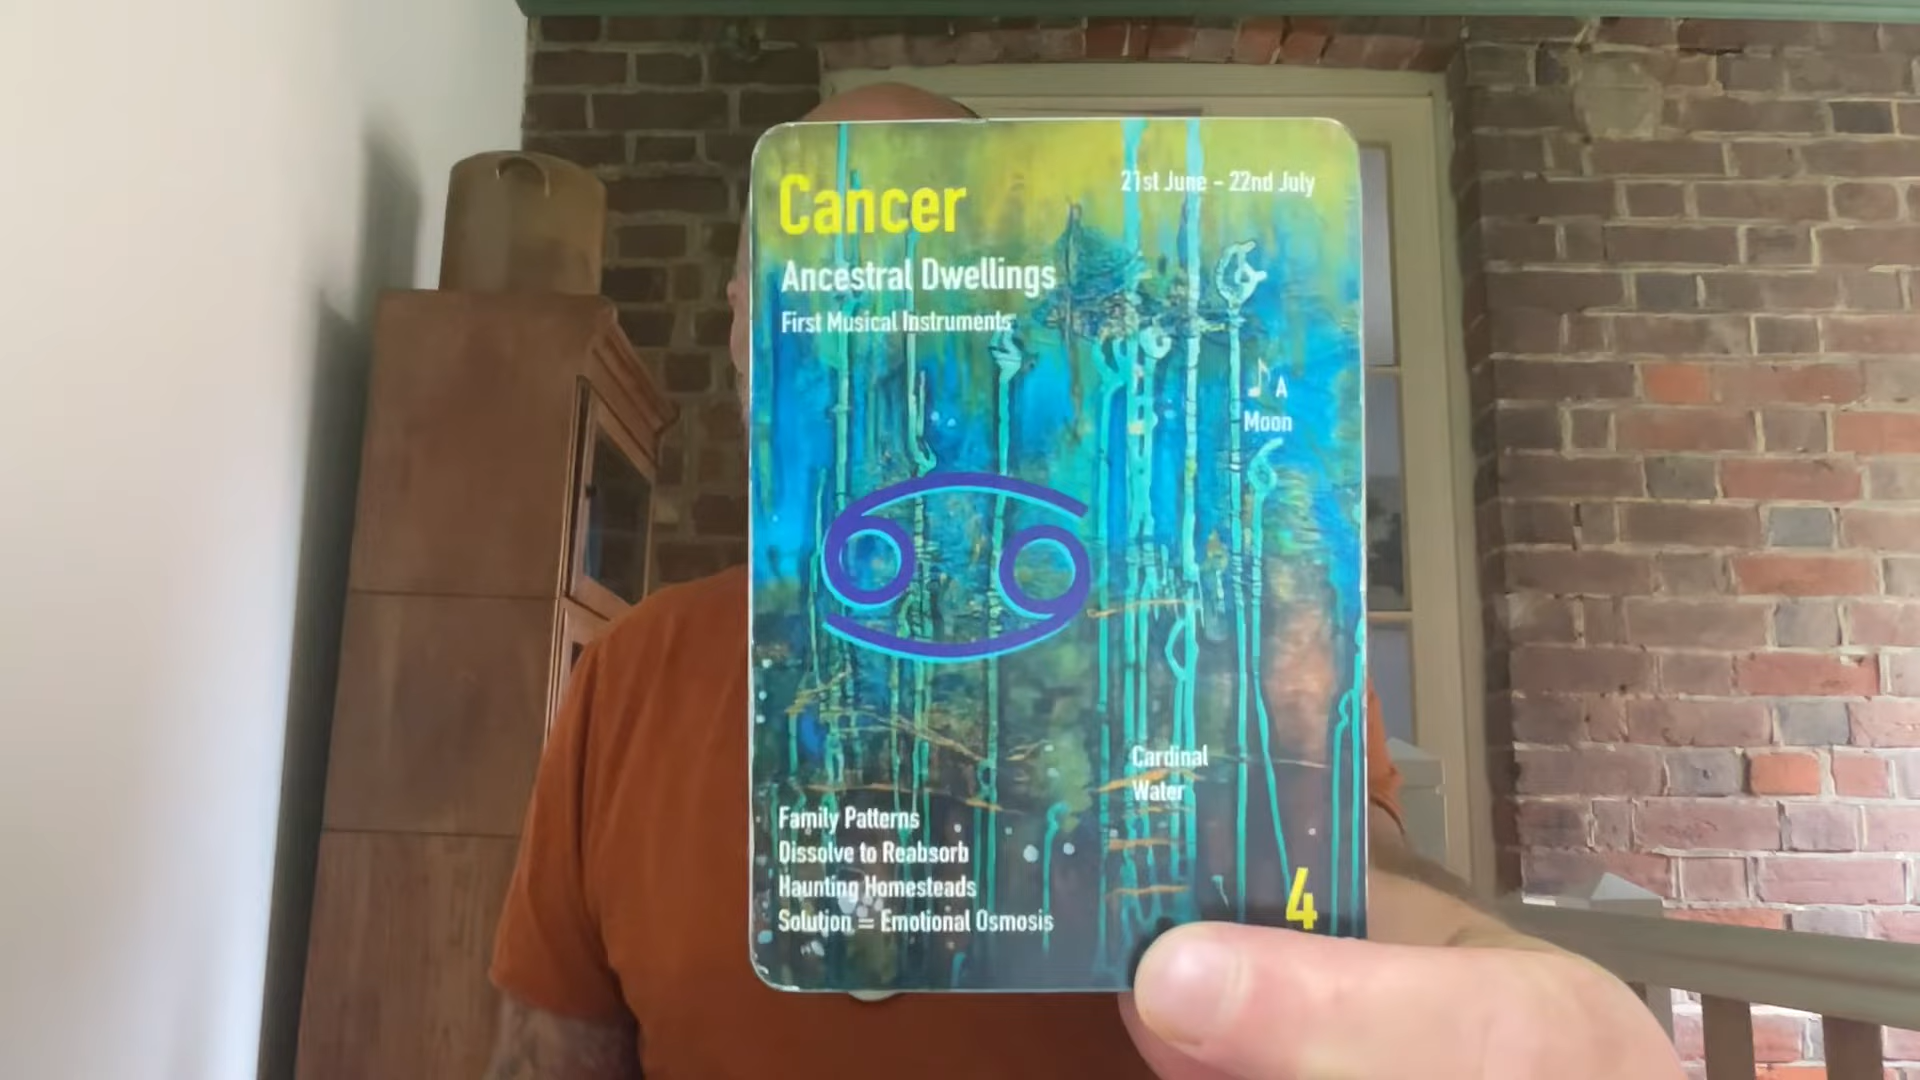 Cancer
21st June – 22nd July
Ancestral Dwellings
First Musical Instruments
♪ A
Moon
Cardinal
Water
Family Patterns
Dissolve to Reabsorb
Haunting Homesteads
Solution = Emotional Osmosis
4